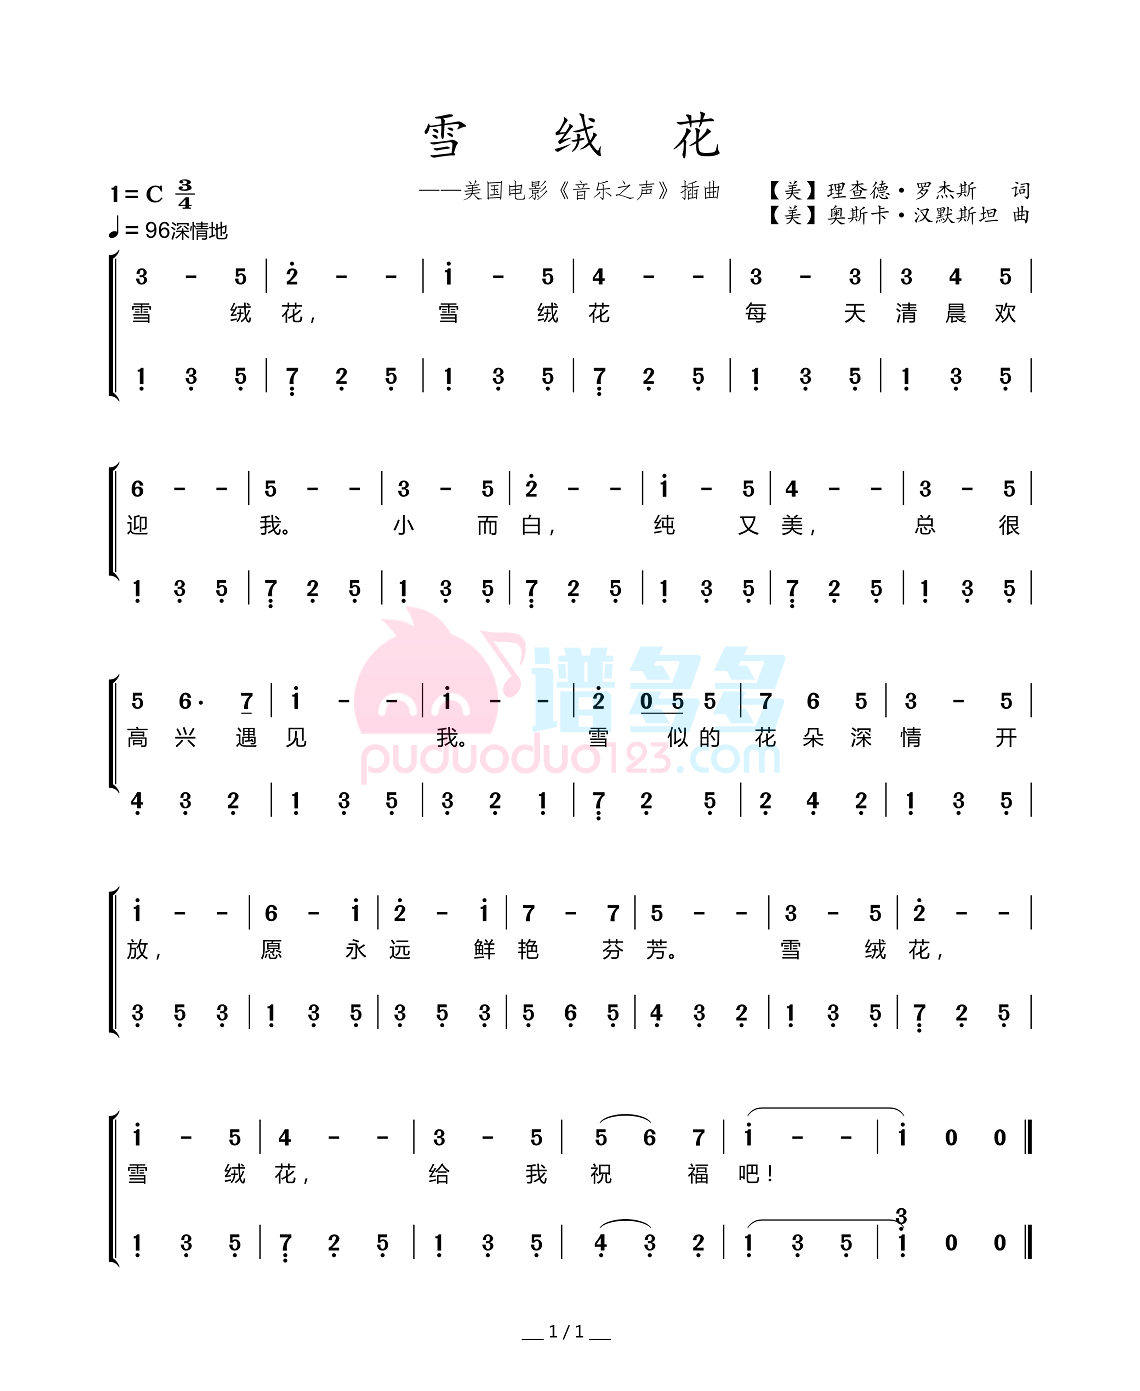 雪 绒 花
1=C 3/4 ——美国电影《音乐之声》插曲 【美】理查德·罗杰斯 词
♩=96深情地 【美】奥斯卡·汉默斯坦 曲
3 - 5 | 2̇ - - | 1̇ - 5 | 4 - - | 3 - 3 | 3 4 5 |
雪 绒 花， 雪 绒 花 每 天 清 晨 欢
1̣ 3̣ 5̣ | 7̣̣ 2̣ 5̣ | 1̣ 3̣ 5̣ | 7̣̣ 2̣ 5̣ | 1̣ 3̣ 5̣ | 1̣ 3̣ 5̣ |
6 - - | 5 - - | 3 - 5 | 2̇ - - | 1̇ - 5 | 4 - - | 3 - 5 |
迎 我。 小 而 白， 纯 又 美， 总 很
1̣ 3̣ 5̣ | 7̣̣ 2̣ 5̣ | 1̣ 3̣ 5̣ | 7̣̣ 2̣ 5̣ | 1̣ 3̣ 5̣ | 7̣̣ 2̣ 5̣ | 1̣ 3̣ 5̣ |
谱多多
5 6· 7 | 1̇ - - | 1̇ - - | 2̇ 0 5 5 | 7 6 5 | 3 - 5 |
高 兴 遇 见 我。 雪 似 的 花 朵 深 情 开
puduoduo123.com
4̣ 3̣ 2̣ | 1̣ 3̣ 5̣ | 3̣ 2̣ 1̣ | 7̣̣ 2̣ 5̣ | 2̣ 4̣ 2̣ | 1̣ 3̣ 5̣ |
1̇ - - | 6 - 1̇ | 2̇ - 1̇ | 7 - 7 | 5 - - | 3 - 5 | 2̇ - - |
放， 愿 永 远 鲜 艳 芬 芳。 雪 绒 花，
3̣ 5̣ 3̣ | 1̣ 3̣ 5̣ | 3̣ 5̣ 3̣ | 5̣ 6̣ 5̣ | 4̣ 3̣ 2̣ | 1̣ 3̣ 5̣ | 7̣̣ 2̣ 5̣ |
1̇ - 5 | 4 - - | 3 - 5 | 5 6 7 | 1̇ - - | 1̇ 0 0 ‖
雪 绒 花， 给 我 祝 福 吧！
3̣
1̣ 3̣ 5̣ | 7̣̣ 2̣ 5̣ | 1̣ 3̣ 5̣ | 4̣ 3̣ 2̣ | 1̣ 3̣ 5̣ | 1̣ 0 0 ‖
__ 1 / 1 __